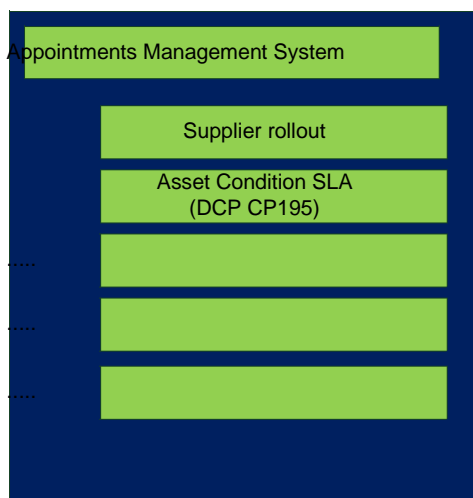 Appointments Management System
Supplier rollout
Asset Condition SLA
(DCP CP195)
.....
.....
.....